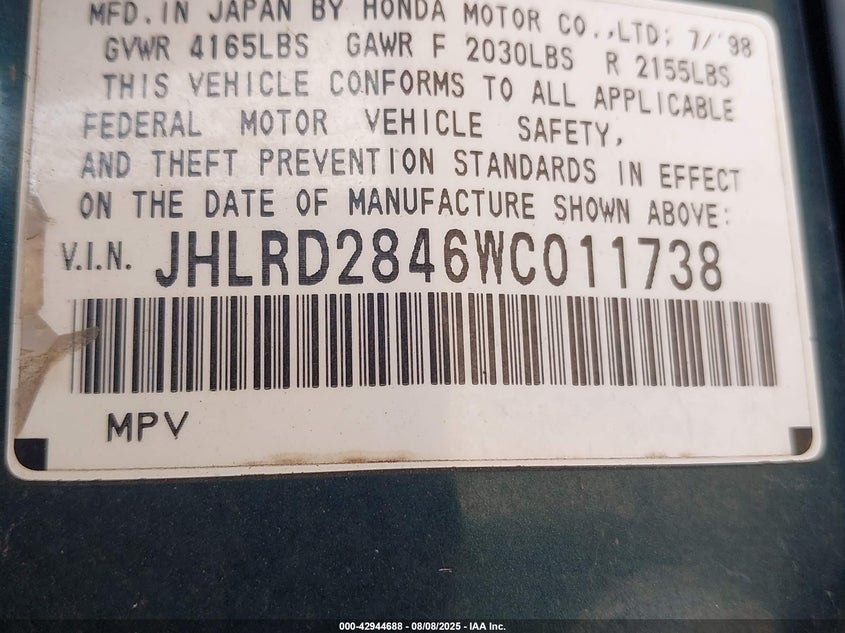 MFD. IN JAPAN BY HONDA MOTOR CO.,LTD; 7/'98
GVWR 4165LBS GAWR F 2030LBS R 2155LBS
THIS VEHICLE CONFORMS TO ALL APPLICABLE
FEDERAL MOTOR VEHICLE SAFETY,
AND THEFT PREVENTION STANDARDS IN EFFECT
ON THE DATE OF MANUFACTURE SHOWN ABOVE:
V.I.N. JHLRD2846WC011738
MPV
000-42944688 - 08/08/2025 - IAA Inc.